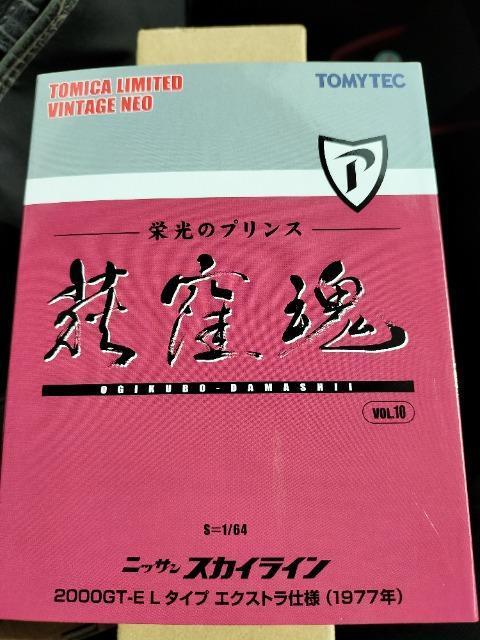 TOMICA LIMITED
VINTAGE NEO
TOMYTEC
P
栄光のプリンス
荻窪魂
OGIKUBO-DAMASHII
VOL.10
S=1/64
ニッサン スカイライン
2000GT-E L タイプ エクストラ仕様 (1977年)